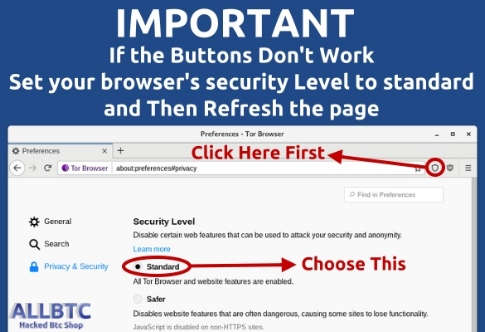 IMPORTANT
If the Buttons Don't Work
Set your browser's security Level to standard
and Then Refresh the page
Preferences - Tor Browser
Preferences
Click Here First
Tor Browser
about:preferences#privacy
Find in Preferences
General
Security Level
Disable certain web features that can be used to attack your security and anonymity.
Search
Learn more
Privacy & Security
Standard
Choose This
All Tor Browser and website features are enabled.
Safer
ALLBTC
Hacked Btc Shop
Disables website features that are often dangerous, causing some sites to lose functionality.
JavaScript is disabled on non-HTTPS sites.